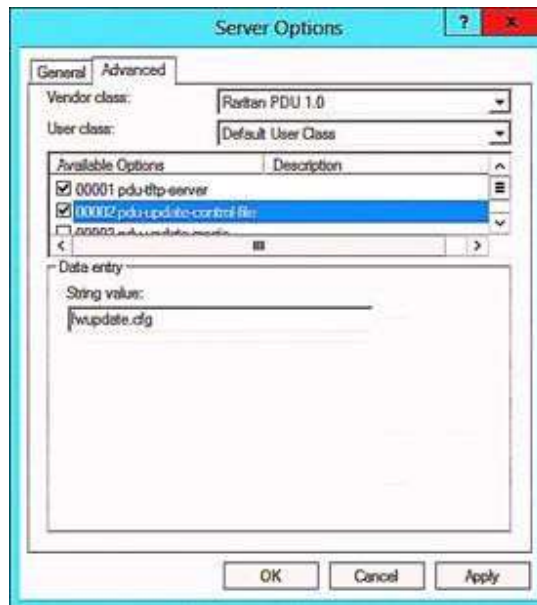 Server Options
?
x
General Advanced
Vendor class: Raritan PDU 1.0
User class: Default User Class
Available Options Description
00001 pdu-tftp-server
00002 pdu-update-control-file
Data entry
String value:
fwupdate.cfg
OK Cancel Apply